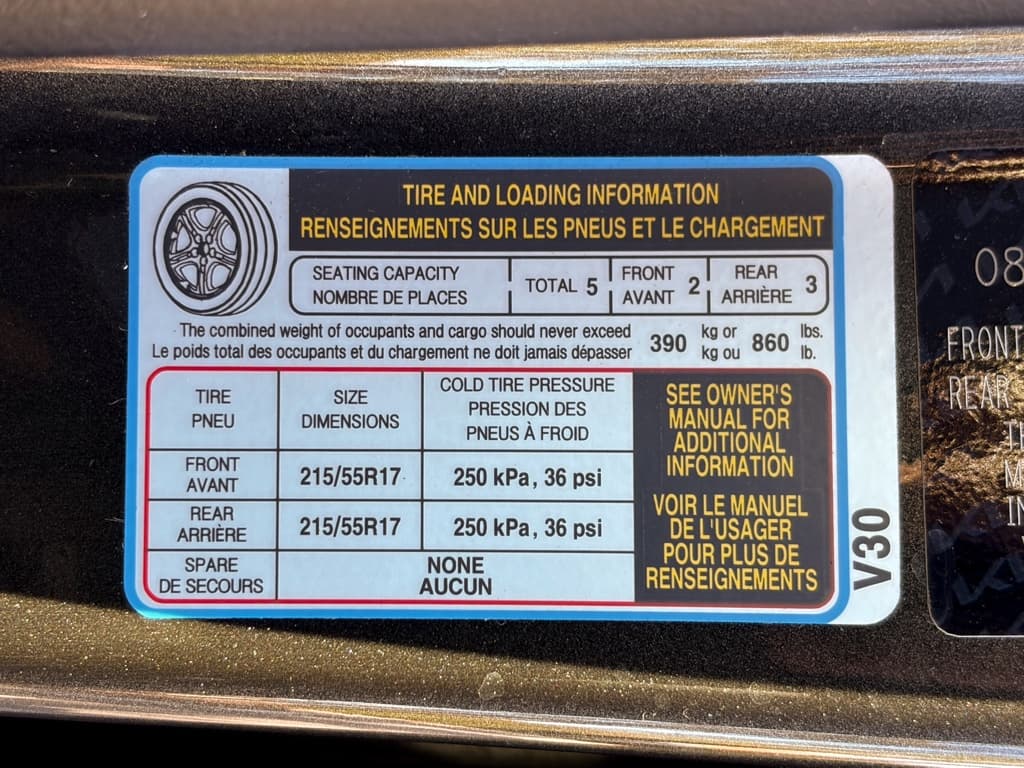 TIRE AND LOADING INFORMATION
RENSEIGNEMENTS SUR LES PNEUS ET LE CHARGEMENT
SEATING CAPACITY
NOMBRE DE PLACES
TOTAL 5
FRONT
AVANT 2
REAR
ARRIÈRE 3
The combined weight of occupants and cargo should never exceed 390 kg or 860 lbs.
Le poids total des occupants et du chargement ne doit jamais dépasser kg ou lb.
TIRE
PNEU
SIZE
DIMENSIONS
COLD TIRE PRESSURE
PRESSION DES
PNEUS À FROID
FRONT
AVANT
215/55R17
250 kPa, 36 psi
REAR
ARRIÈRE
215/55R17
250 kPa, 36 psi
SPARE
DE SECOURS
NONE
AUCUN
SEE OWNER'S
MANUAL FOR
ADDITIONAL
INFORMATION
VOIR LE MANUEL
DE L'USAGER
POUR PLUS DE
RENSEIGNEMENTS
V30
08
FRONT
REAR